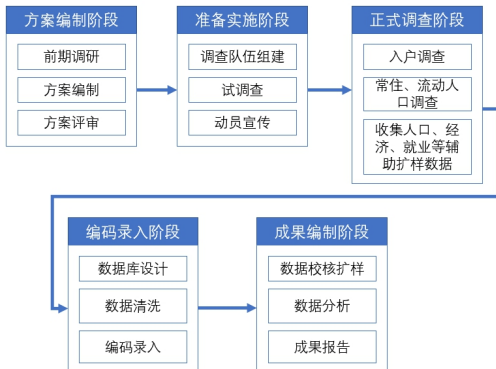 方案编制阶段
前期调研
方案编制
方案评审
准备实施阶段
调查队伍组建
试调查
动员宣传
正式调查阶段
入户调查
常住、流动人
口调查
收集人口、经
济、就业等辅
助扩样数据
编码录入阶段
数据库设计
数据清洗
编码录入
成果编制阶段
数据校核扩样
数据分析
成果报告